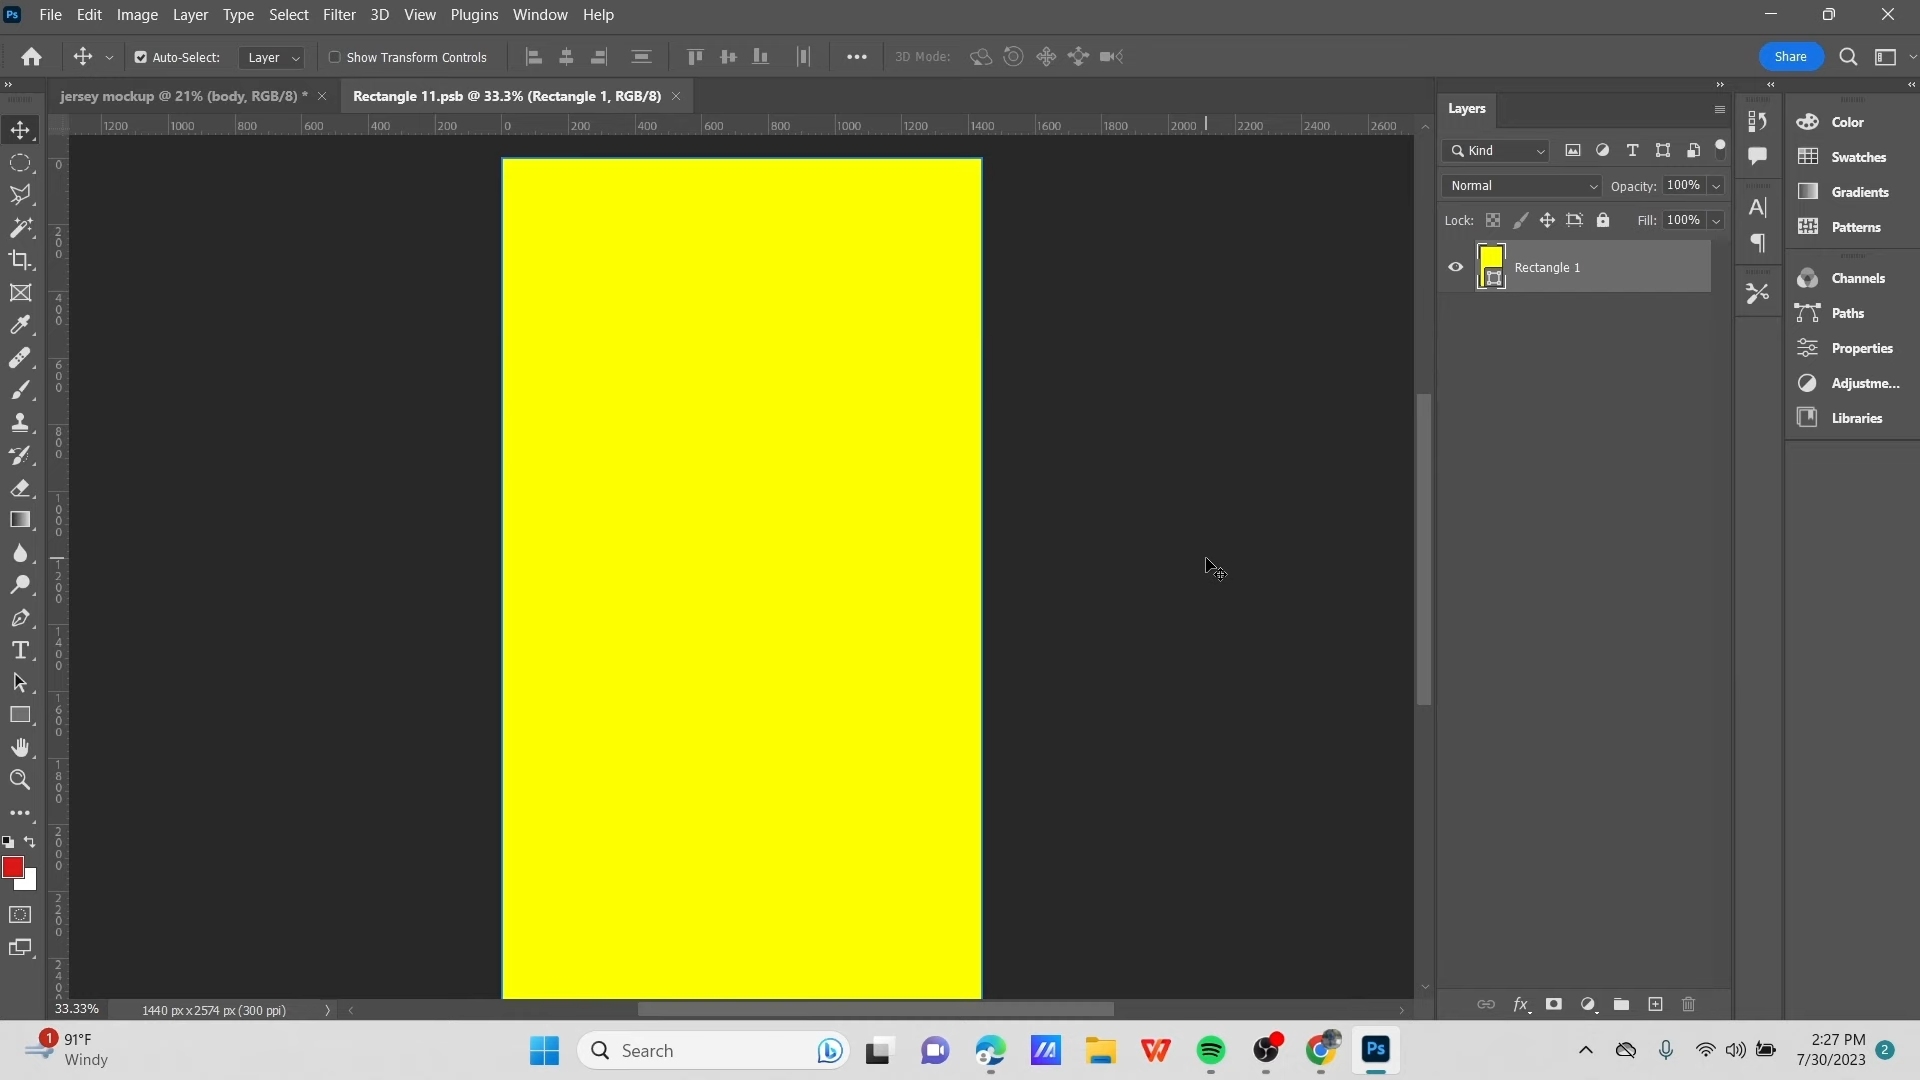 Ps File Edit Image Layer Type Select Filter 3D View Plugins Window Help
Auto-Select: Layer Show Transform Controls 3D Mode: Share
jersey mockup @ 21% (body, RGB/8) * Rectangle 11.psb @ 33.3% (Rectangle 1, RGB/8)
1200 1000 800 600 400 200 0 200 400 600 800 1000 1200 1400 1600 1800 2000 2200 2400 2600
0
200
400
600
800
1000
1200
1400
1600
1800
2000
2200
2400
Layers
Kind
Normal Opacity: 100%
Lock: Fill: 100%
Rectangle 1
fx
Color
Swatches
Gradients
Patterns
Channels
Paths
Properties
Adjustme...
Libraries
33.33% 1440 px x 2574 px (300 ppi)
1
91°F
Windy
Search
Ps
2:27 PM
7/30/2023
2